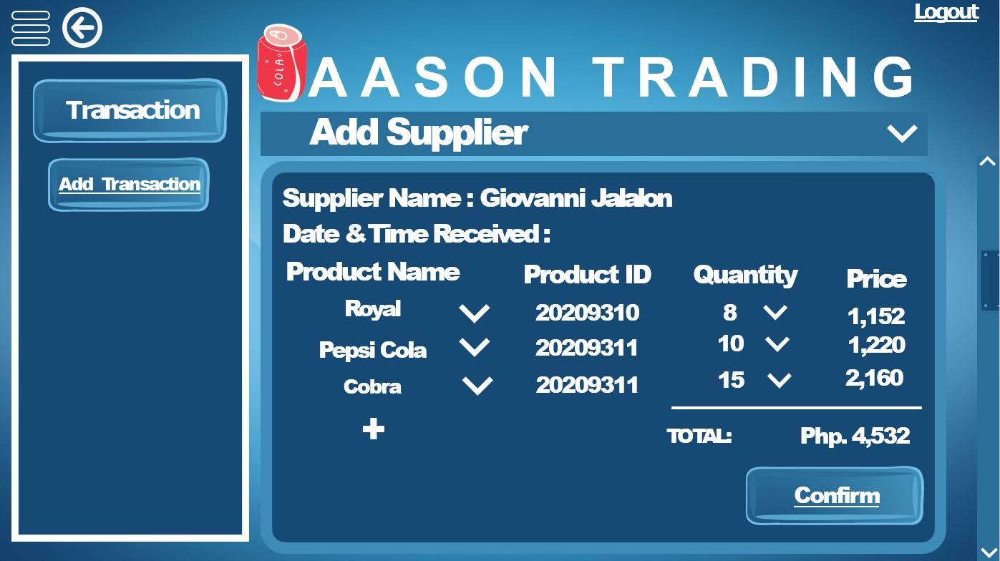 Logout
COLA
AASON TRADING
Transaction
Add Transaction
Add Supplier
Supplier Name : Giovanni Jalalon
Date & Time Received :
Product Name Product ID Quantity Price
Royal 20209310 8 1,152
Pepsi Cola 20209311 10 1,220
Cobra 20209311 15 2,160
+
TOTAL: Php. 4,532
Confirm